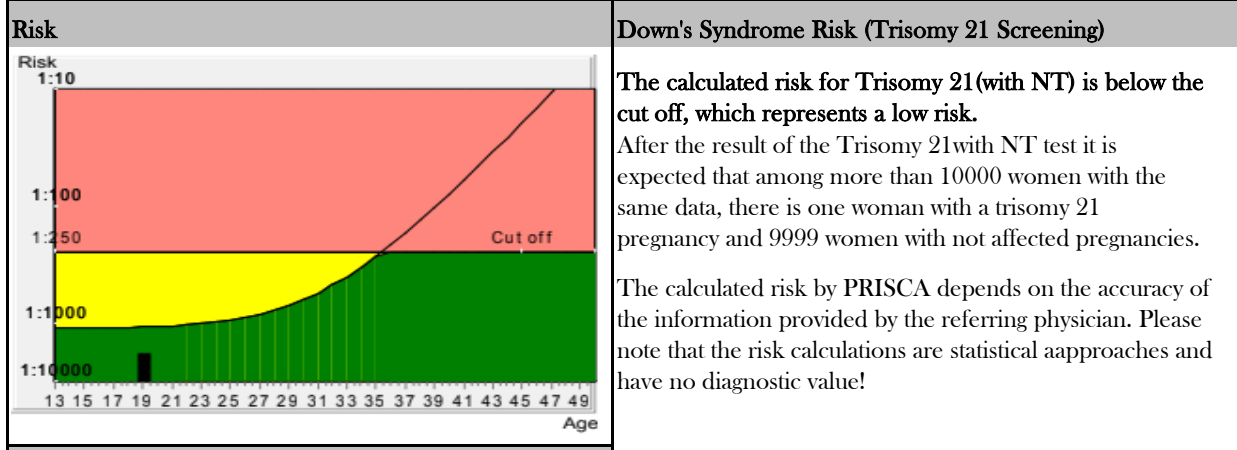 Risk
Down's Syndrome Risk (Trisomy 21 Screening)
Risk
1:10
1:100
1:250
Cut off
1:1000
1:10000
13 15 17 19 21 23 25 27 29 31 33 35 37 39 41 43 45 47 49
Age
The calculated risk for Trisomy 21(with NT) is below the
cut off, which represents a low risk.
After the result of the Trisomy 21with NT test it is
expected that among more than 10000 women with the
same data, there is one woman with a trisomy 21
pregnancy and 9999 women with not affected pregnancies.
The calculated risk by PRISCA depends on the accuracy of
the information provided by the referring physician. Please
note that the risk calculations are statistical aapproaches and
have no diagnostic value!